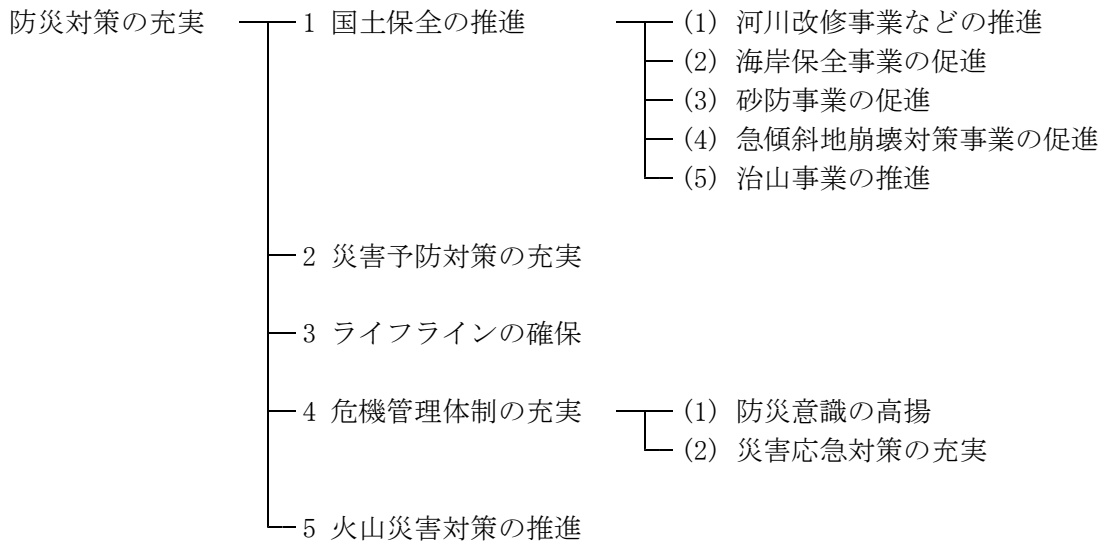 防災対策の充実 1 国土保全の推進 (1) 河川改修事業などの推進
(2) 海岸保全事業の促進
(3) 砂防事業の促進
(4) 急傾斜地崩壊対策事業の促進
(5) 治山事業の推進
2 災害予防対策の充実
3 ライフラインの確保
4 危機管理体制の充実 (1) 防災意識の高揚
(2) 災害応急対策の充実
5 火山災害対策の推進